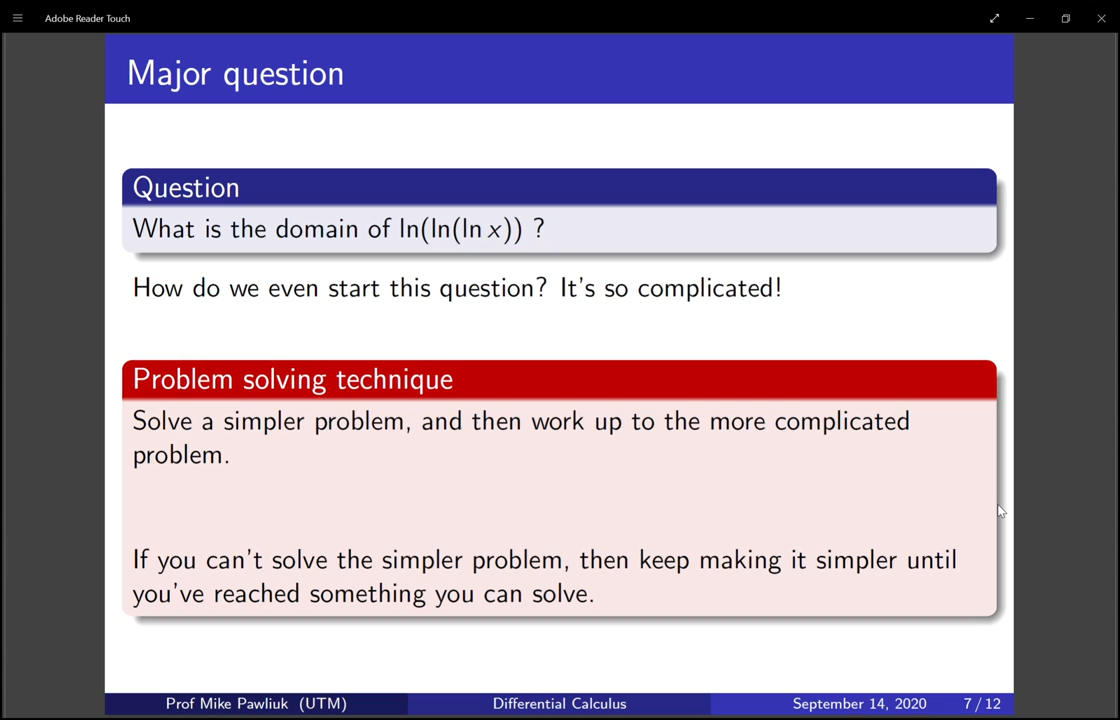 Adobe Reader Touch
Major question
Question
What is the domain of ln(ln(ln x)) ?
How do we even start this question? It's so complicated!
Problem solving technique
Solve a simpler problem, and then work up to the more complicated
problem.
If you can't solve the simpler problem, then keep making it simpler until
you've reached something you can solve.
Prof Mike Pawliuk (UTM) Differential Calculus September 14, 2020 7 / 12